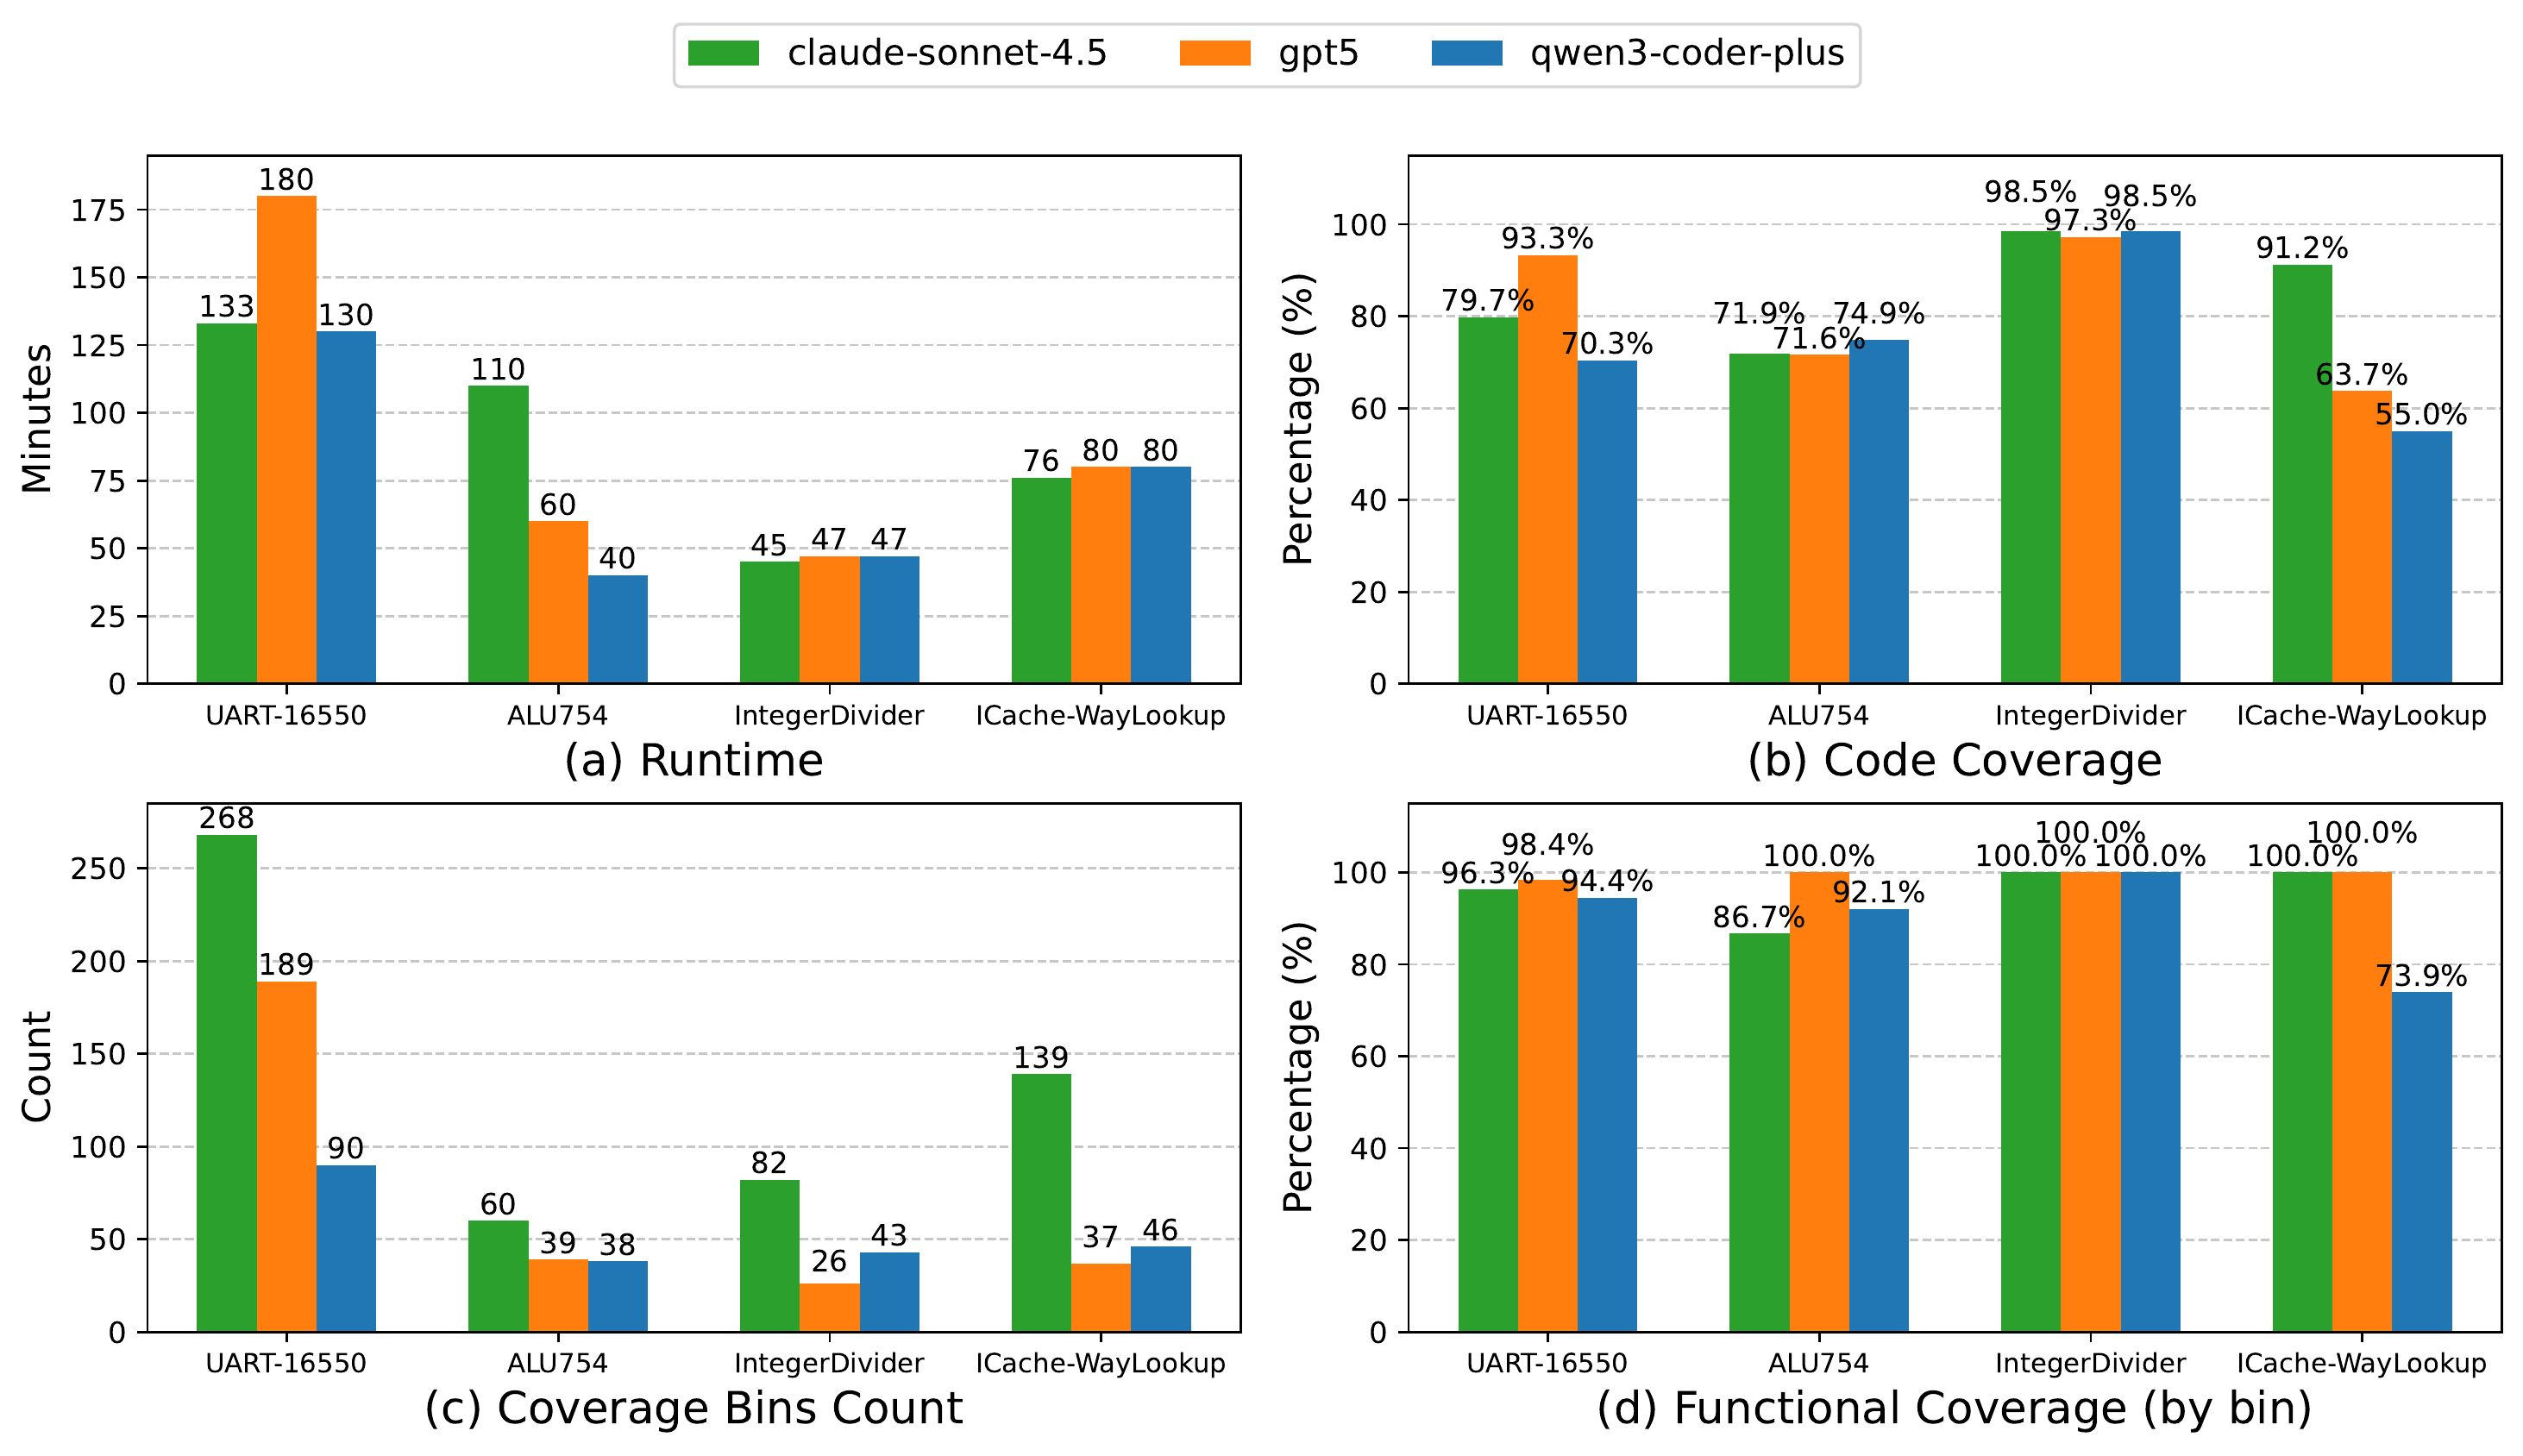 claude-sonnet-4.5 gpt5 qwen3-coder-plus
Minutes
175
150
125
100
75
50
25
0
133 180 130
110 60 40
45 47 47
76 80 80
UART-16550 ALU754 IntegerDivider ICache-WayLookup
(a) Runtime
Percentage (%)
100
80
60
40
20
0
79.7% 93.3% 70.3%
71.9% 71.6% 74.9%
98.5% 97.3% 98.5%
91.2% 63.7% 55.0%
UART-16550 ALU754 IntegerDivider ICache-WayLookup
(b) Code Coverage
Count
250
200
150
100
50
0
268 189 90
60 39 38
82 26 43
139 37 46
UART-16550 ALU754 IntegerDivider ICache-WayLookup
(c) Coverage Bins Count
Percentage (%)
100
80
60
40
20
0
96.3% 98.4% 94.4%
86.7% 100.0% 92.1%
100.0% 100.0% 100.0%
100.0% 100.0% 73.9%
UART-16550 ALU754 IntegerDivider ICache-WayLookup
(d) Functional Coverage (by bin)